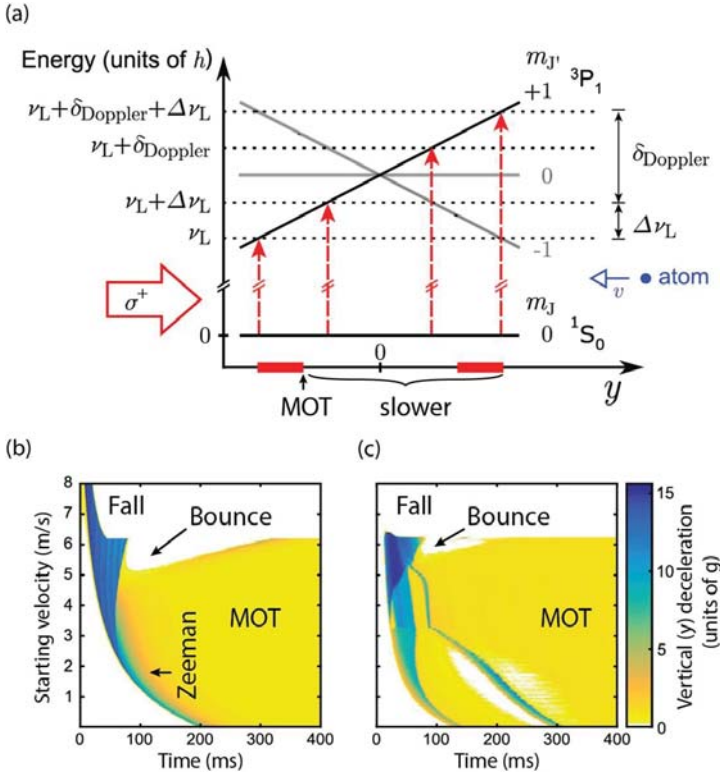 (a)
Energy (units of h)
m_J' ³P₁
+1
ν_L+δ_Doppler+Δν_L
ν_L+δ_Doppler
δ_Doppler
0
ν_L+Δν_L
Δν_L
ν_L
-1
σ⁺
v atom
m_J
0 0 ¹S₀
0
MOT slower y
(b) (c)
Starting velocity (m/s)
8
7
6
5
4
3
2
1
Fall
Bounce
MOT
Zeeman
0 100 200 300 400
Time (ms)
Fall
Bounce
MOT
0 100 200 300 400
Time (ms)
15
10
5
0
Vertical (y) deceleration
(units of g)